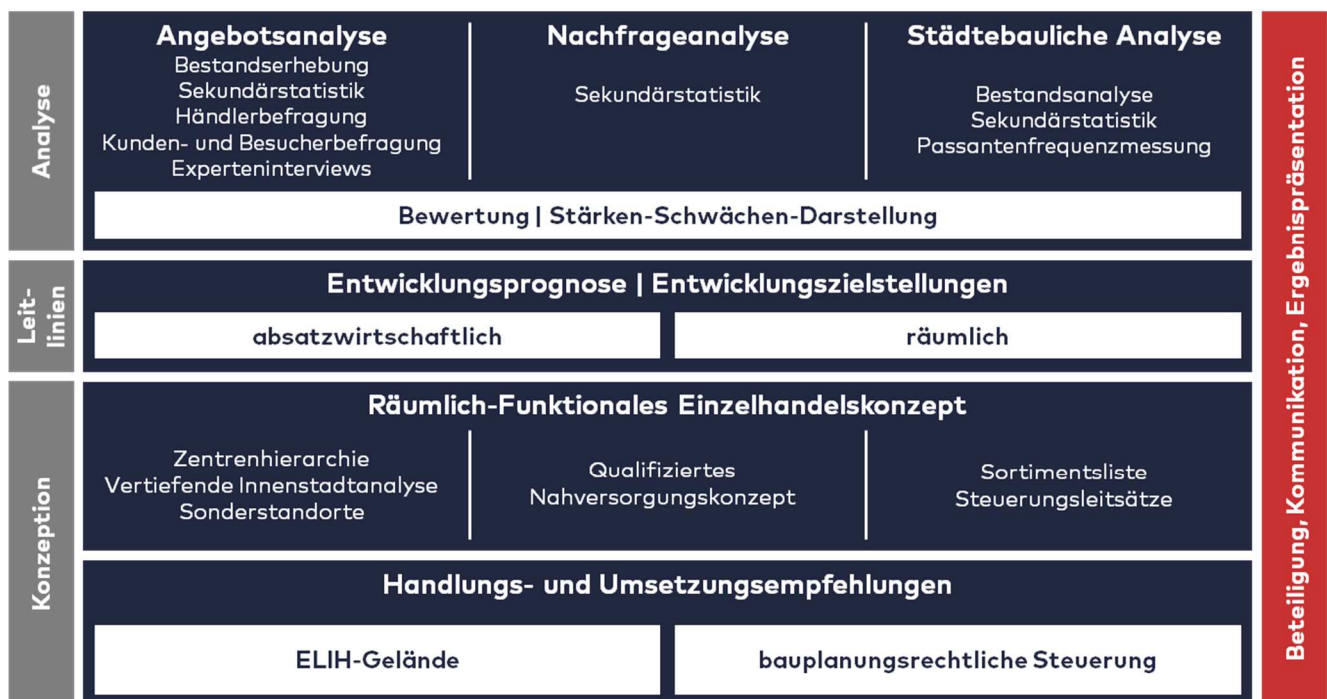 Analyse
Angebotsanalyse
Bestandserhebung
Sekundärstatistik
Händlerbefragung
Kunden- und Besucherbefragung
Experteninterviews
Nachfrageanalyse
Sekundärstatistik
Städtebauliche Analyse
Bestandsanalyse
Sekundärstatistik
Passantenfrequenzmessung
Bewertung | Stärken-Schwächen-Darstellung
Leit-
linien
Entwicklungsprognose | Entwicklungszielstellungen
absatzwirtschaftlich
räumlich
Konzeption
Räumlich-Funktionales Einzelhandelskonzept
Zentrenhierarchie
Vertiefende Innenstadtanalyse
Sonderstandorte
Qualifiziertes
Nahversorgungskonzept
Sortimentsliste
Steuerungsleitsätze
Handlungs- und Umsetzungsempfehlungen
ELIH-Gelände
bauplanungsrechtliche Steuerung
Beteiligung, Kommunikation, Ergebnispräsentation